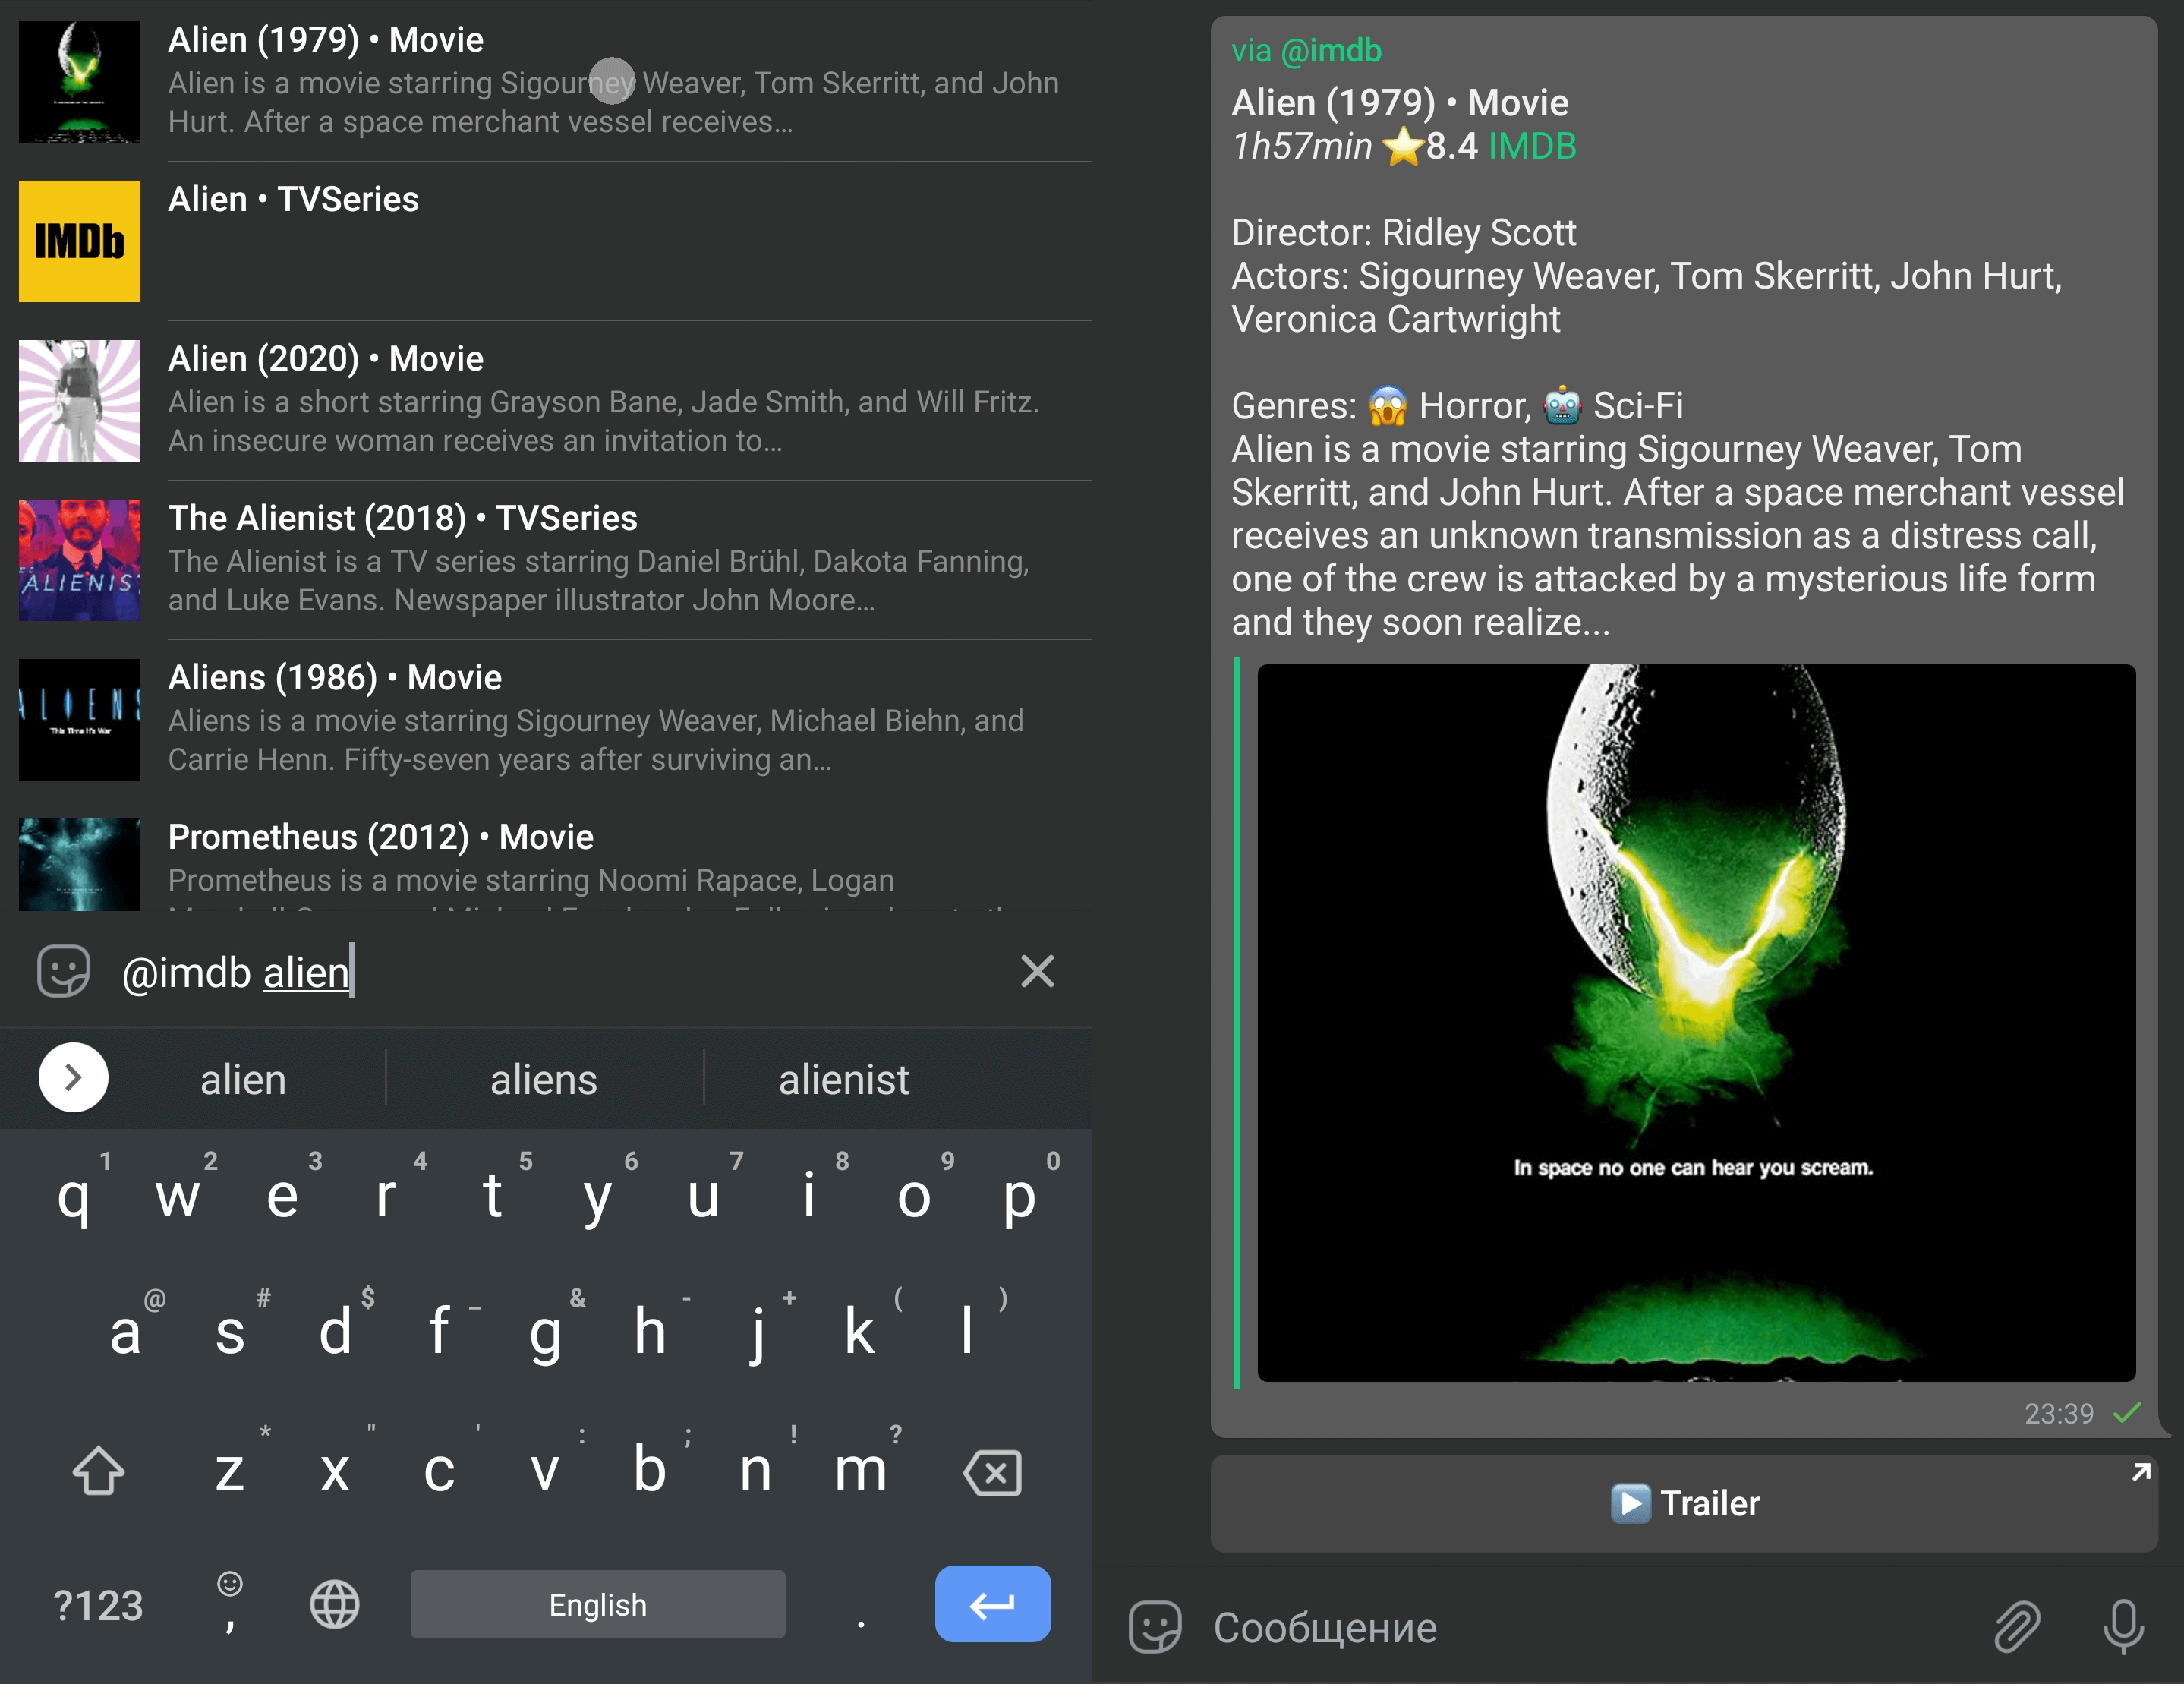 Alien (1979) • Movie
Alien is a movie starring Sigourney Weaver, Tom Skerritt, and John
Hurt. After a space merchant vessel receives…
IMDb
Alien • TVSeries
Alien (2020) • Movie
Alien is a short starring Grayson Bane, Jade Smith, and Will Fritz.
An insecure woman receives an invitation to…
ALIENIST
The Alienist (2018) • TVSeries
The Alienist is a TV series starring Daniel Brühl, Dakota Fanning,
and Luke Evans. Newspaper illustrator John Moore…
ALIENS
This Time It's War
Aliens (1986) • Movie
Aliens is a movie starring Sigourney Weaver, Michael Biehn, and
Carrie Henn. Fifty-seven years after surviving an…
Prometheus (2012) • Movie
Prometheus is a movie starring Noomi Rapace, Logan
@imdb alien
alien aliens alienist
1 2 3 4 5 6 7 8 9 0
q w e r t y u i o p
@ # $ _ & - + ( )
a s d f g h j k l
* " ' : ; ! ?
z x c v b n m
?123 , English .
via @imdb
Alien (1979) • Movie
1h57min ⭐8.4 IMDB
Director: Ridley Scott
Actors: Sigourney Weaver, Tom Skerritt, John Hurt,
Veronica Cartwright
Genres: 😱 Horror, 🤖 Sci-Fi
Alien is a movie starring Sigourney Weaver, Tom
Skerritt, and John Hurt. After a space merchant vessel
receives an unknown transmission as a distress call,
one of the crew is attacked by a mysterious life form
and they soon realize...
In space no one can hear you scream.
23:39
▶️ Trailer
Сообщение